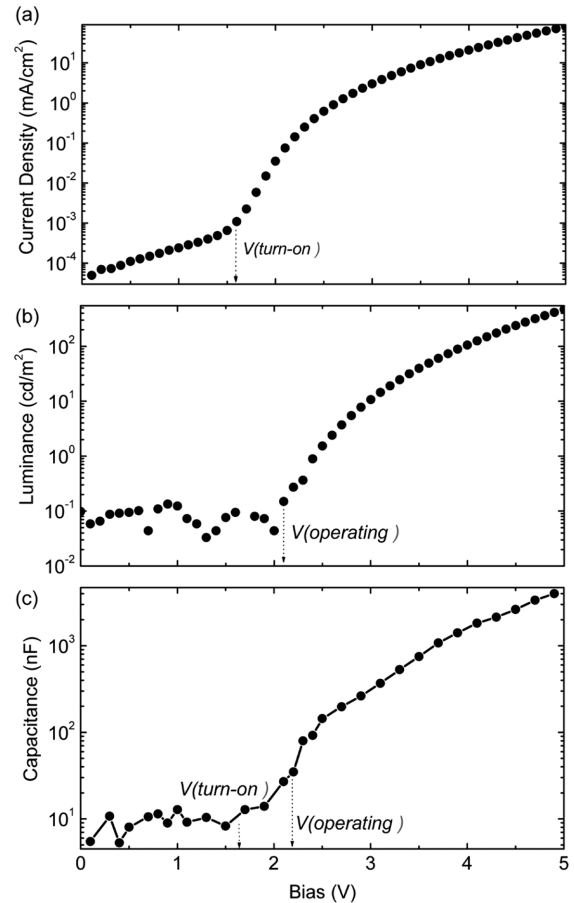 (a)
Current Density (mA/cm²)
10¹
10⁰
10⁻¹
10⁻²
10⁻³
10⁻⁴
V(turn-on )
(b)
Luminance (cd/m²)
10²
10¹
10⁰
10⁻¹
10⁻²
V(operating )
(c)
Capacitance (nF)
10³
10²
10¹
V(turn-on )
V(operating )
0 1 2 3 4 5
Bias (V)